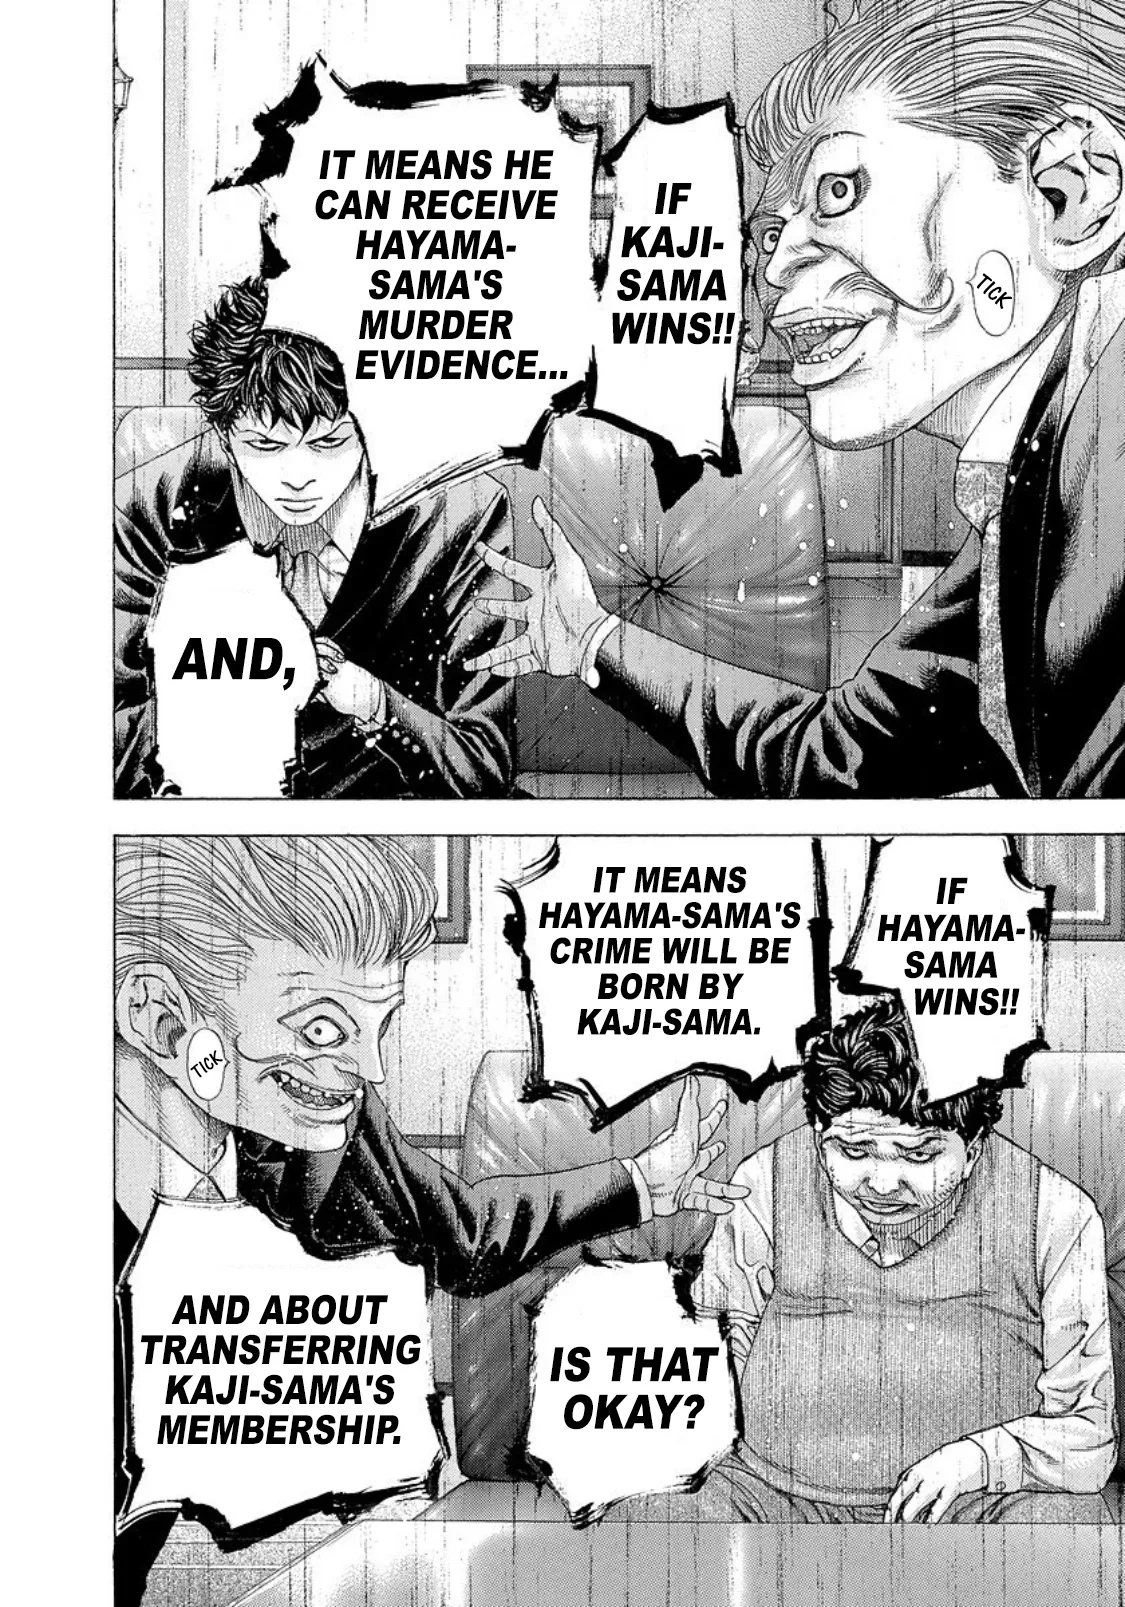 IF
KAJI-
SAMA
WINS!!
IT MEANS HE
CAN RECEIVE
HAYAMA-
SAMA'S
MURDER
EVIDENCE...
TICK
AND,
IF
HAYAMA-
SAMA
WINS!!
IT MEANS
HAYAMA-SAMA'S
CRIME WILL BE
BORN BY
KAJI-SAMA.
TICK
IS THAT
OKAY?
AND ABOUT
TRANSFERRING
KAJI-SAMA'S
MEMBERSHIP.